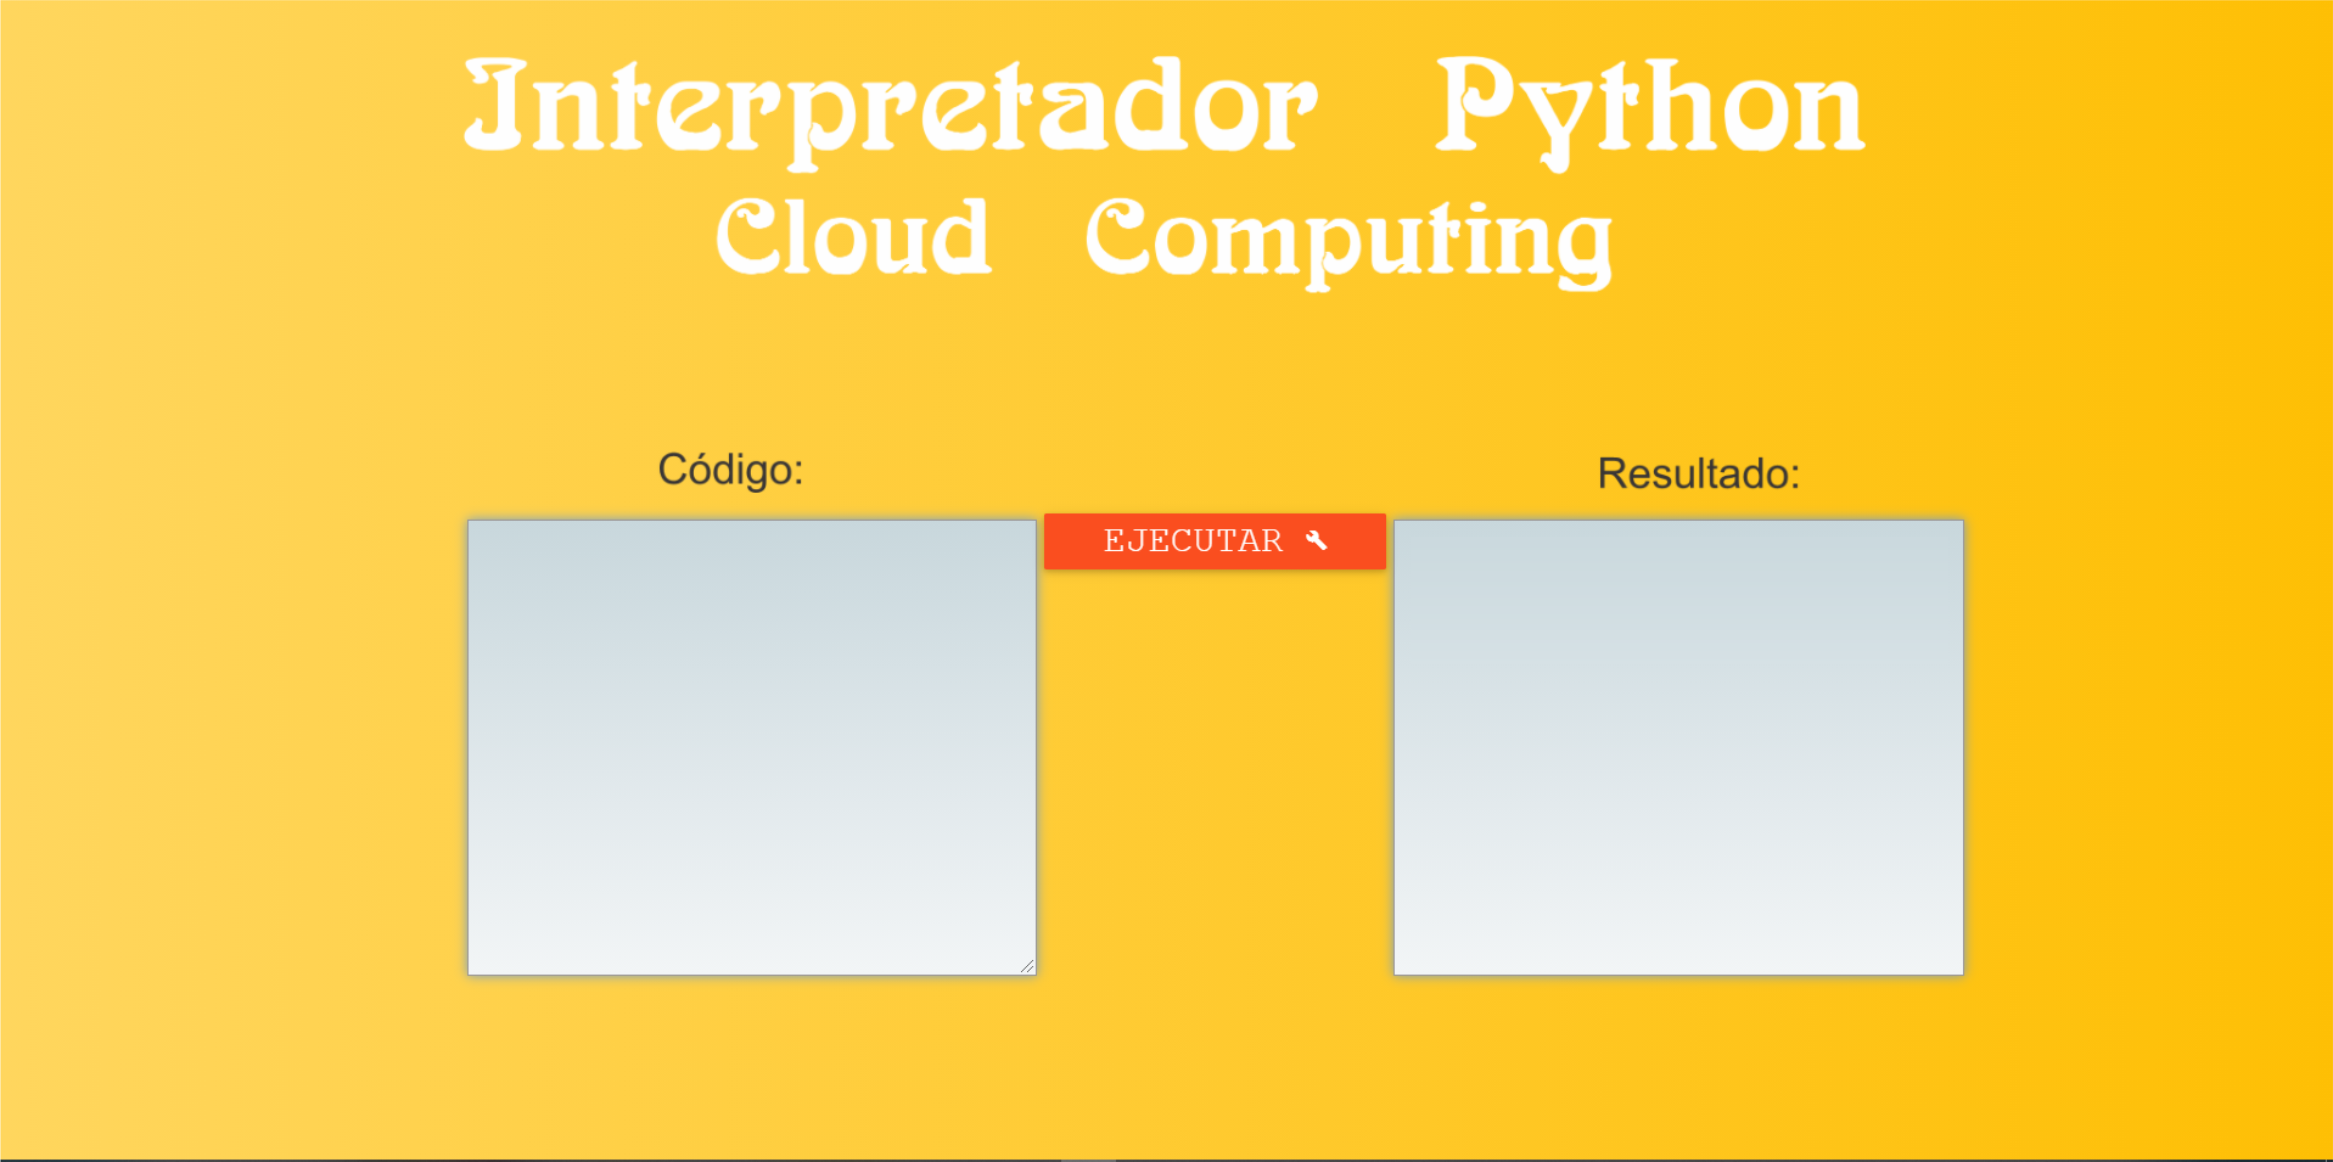 Interpretador Python
Cloud Computing
Código:
Resultado:
EJECUTAR